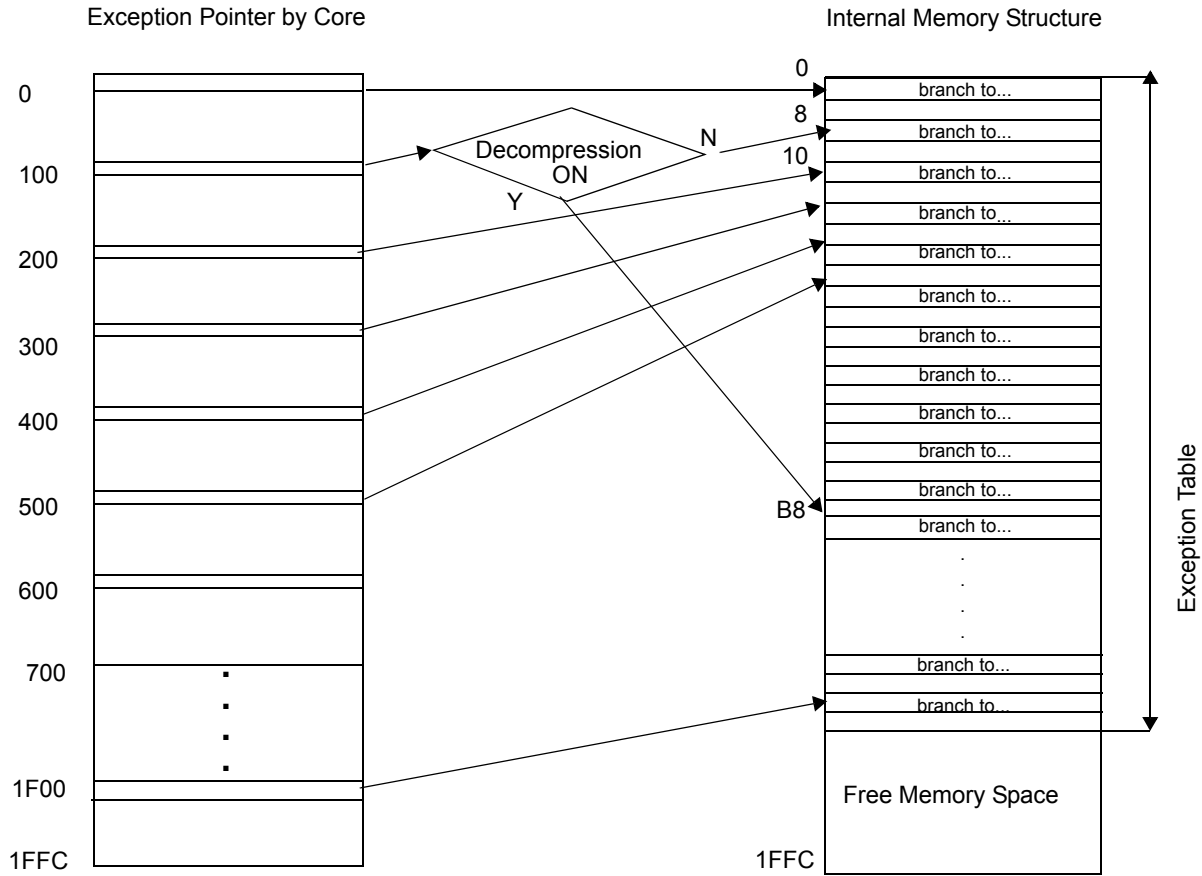 Exception Pointer by Core
0
100
200
300
400
500
600
700
1F00
1FFC
Decompression
ON
N
Y
Internal Memory Structure
0
8
10
B8
1FFC
branch to...
branch to...
branch to...
branch to...
branch to...
branch to...
branch to...
branch to...
branch to...
branch to...
branch to...
branch to...
branch to...
branch to...
Free Memory Space
Exception Table